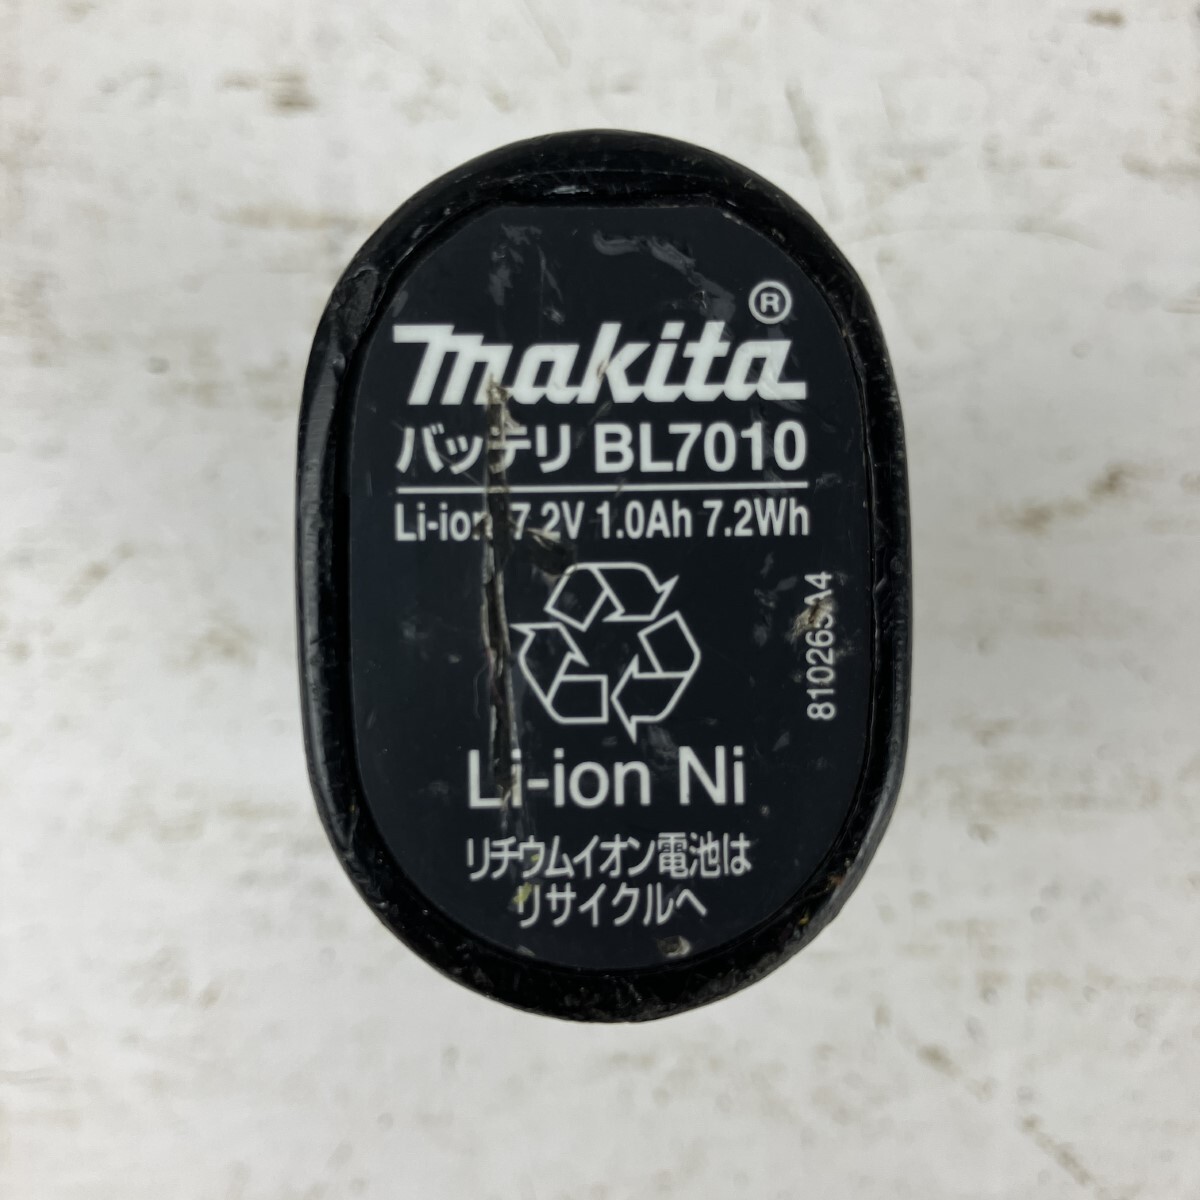 makita®
バッテリ BL7010
Li-ion 7.2V 1.0Ah 7.2Wh
Li-ion Ni
リチウムイオン電池は
リサイクルへ